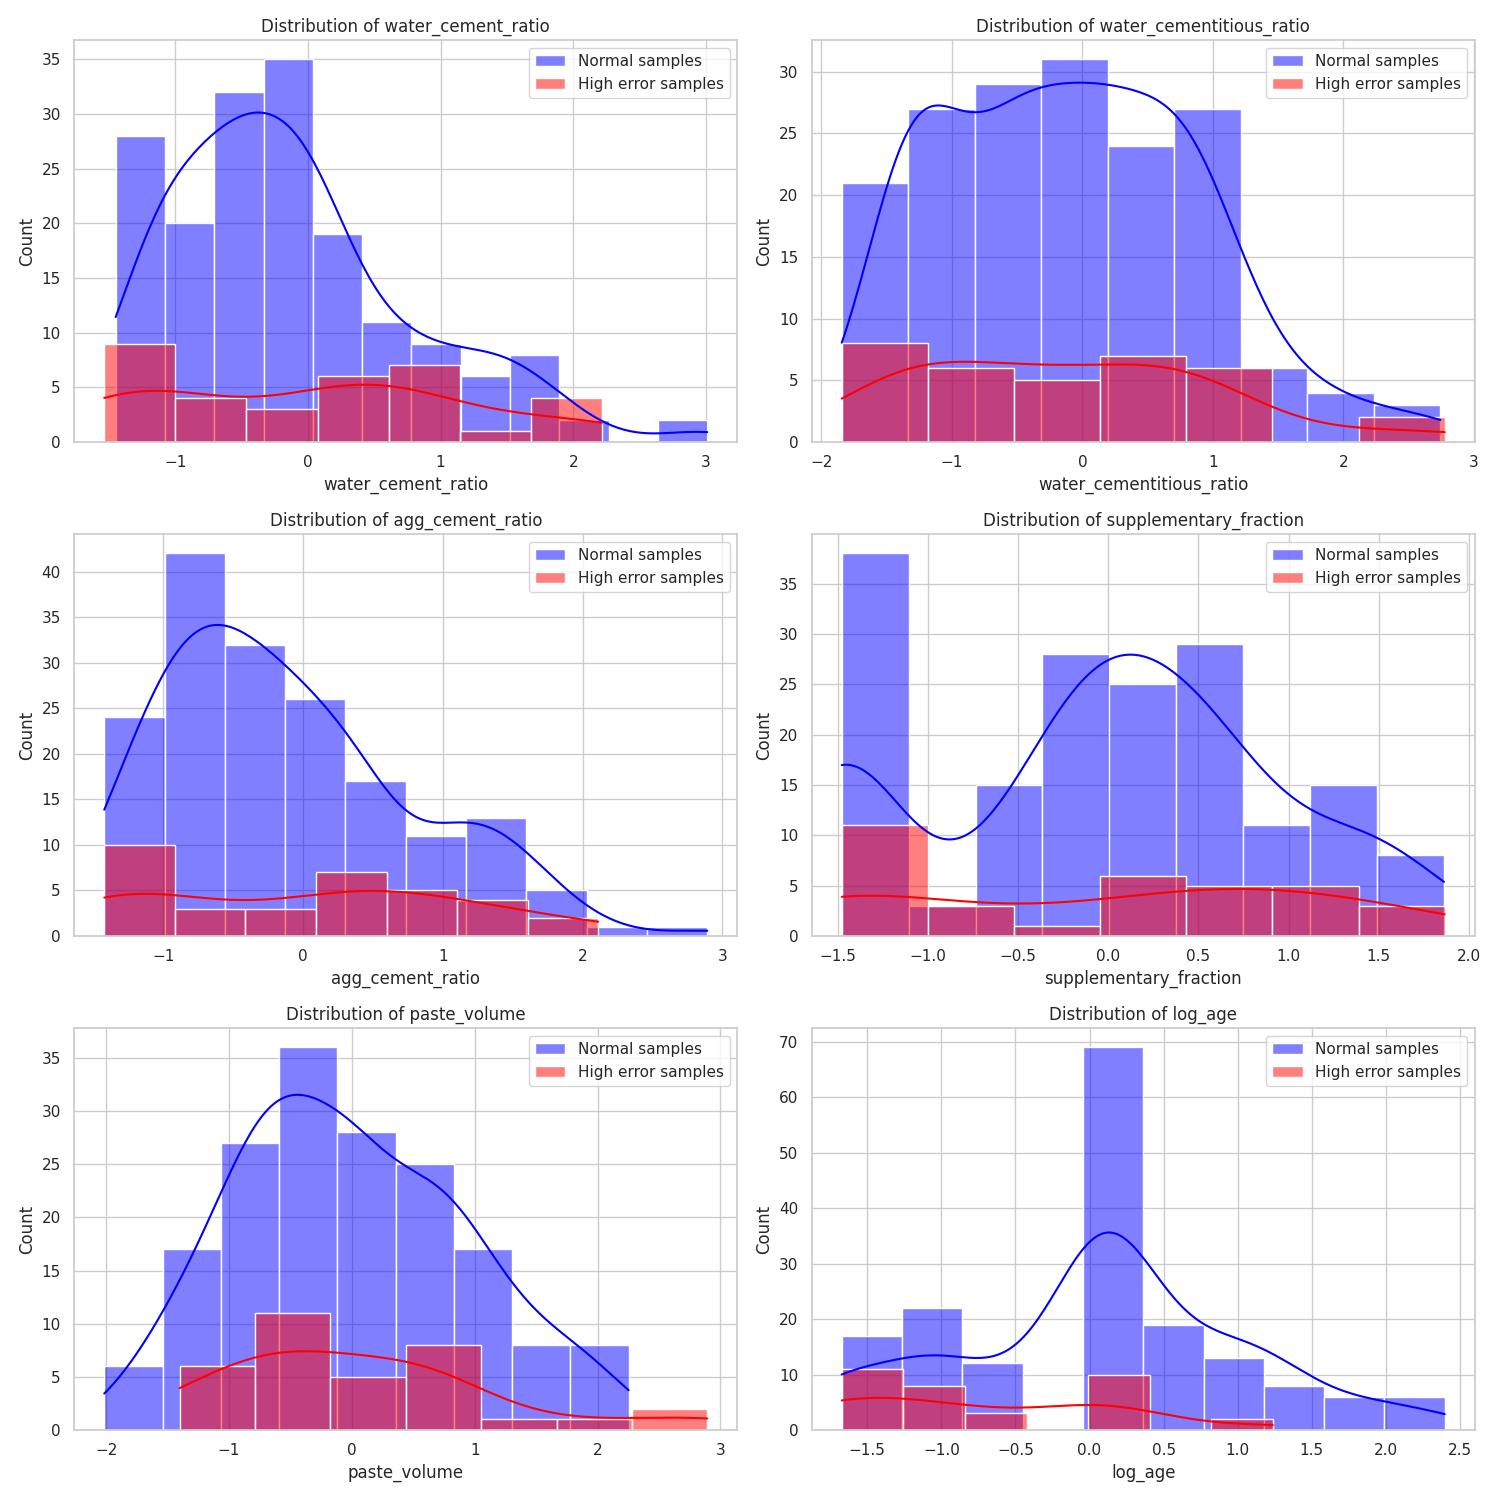 Distribution of water_cement_ratio
Normal samples
High error samples
Count
35
30
25
20
15
10
5
0
−1 0 1 2 3
water_cement_ratio
Distribution of water_cementitious_ratio
Normal samples
High error samples
Count
30
25
20
15
10
5
0
−2 −1 0 1 2 3
water_cementitious_ratio
Distribution of agg_cement_ratio
Normal samples
High error samples
Count
40
35
30
25
20
15
10
5
0
−1 0 1 2 3
agg_cement_ratio
Distribution of supplementary_fraction
Normal samples
High error samples
Count
35
30
25
20
15
10
5
0
−1.5 −1.0 −0.5 0.0 0.5 1.0 1.5 2.0
supplementary_fraction
Distribution of paste_volume
Normal samples
High error samples
Count
35
30
25
20
15
10
5
0
−2 −1 0 1 2 3
paste_volume
Distribution of log_age
Normal samples
High error samples
Count
70
60
50
40
30
20
10
0
−1.5 −1.0 −0.5 0.0 0.5 1.0 1.5 2.0 2.5
log_age